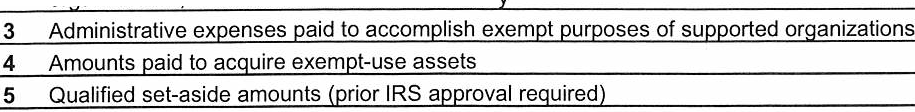 3 Administrative expenses paid to accomplish exempt purposes of supported organizations
4 Amounts paid to acquire exempt-use assets
5 Qualified set-aside amounts (prior IRS approval required)